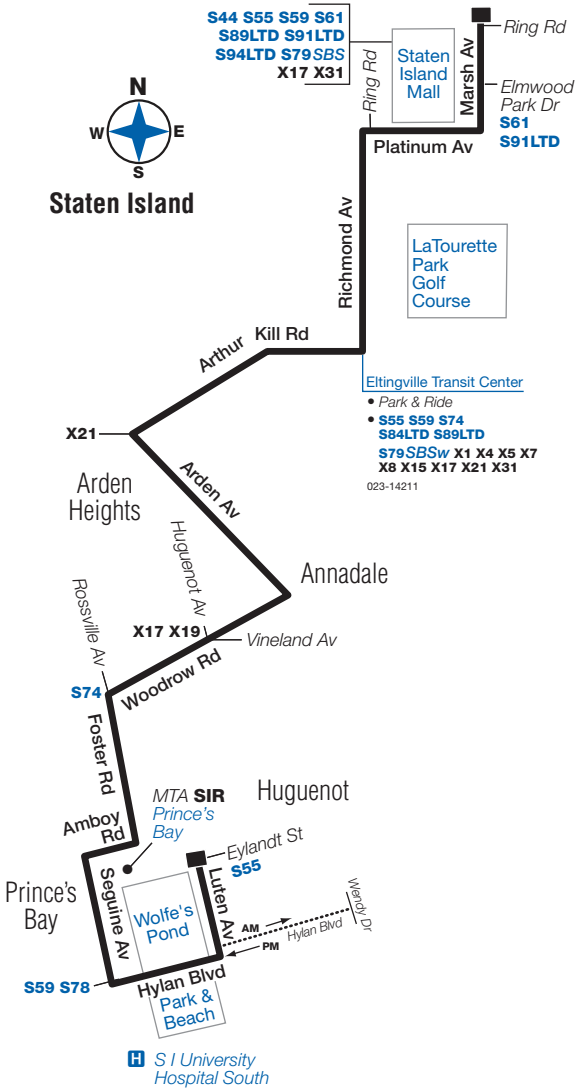 S44 S55 S59 S61
S89LTD S91LTD
S94LTD S79SBS
X17 X31
Ring Rd
Staten
Island
Mall
Marsh Av
Ring Rd
Elmwood
Park Dr
S61
S91LTD
Platinum Av
N
W E
S
Staten Island
Richmond Av
LaTourette
Park
Golf
Course
Arthur
Kill Rd
Eltingville Transit Center
• Park & Ride
• S55 S59 S74
S84LTD S89LTD
S79SBSw X1 X4 X5 X7
X8 X15 X17 X21 X31
023-14211
X21
Arden
Heights
Arden Av
Huguenot Av
Annadale
Rossville Av
X17 X19
Vineland Av
Woodrow Rd
S74
Foster Rd
MTA SIR
Prince's
Bay
Huguenot
Amboy
Rd
Eylandt St
S55
Prince's
Bay
Seguine Av
Wolfe's
Pond
Luten Av
AM
Hylan Blvd
PM
Wendy Dr
S59 S78
Hylan Blvd
Park &
Beach
H S I University
Hospital South